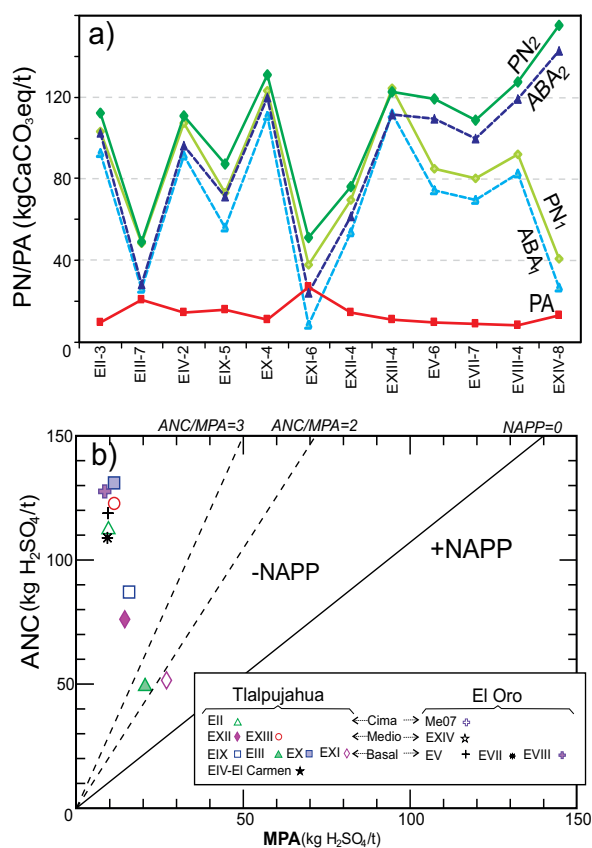 a)
PN/PA (kgCaCO₃eq/t)
120
80
40
0
PN₂
ABA₂
PN₁
ABA₁
PA
EII-3
EIII-7
EIV-2
EIX-5
EX-4
EXI-6
EXII-4
EXIII-4
EV-6
EVII-7
EVIII-4
EXIV-8
ANC/MPA=3 ANC/MPA=2 NAPP=0
b)
ANC(kg H₂SO₄/t)
150
100
50
0
-NAPP
+NAPP
Tlalpujahua El Oro
EII Cima Me07
EXII EXIII Medio EXIV
EIX EIII EX EXI Basal EV EVII EVIII
EIV-El Carmen
50 100 150
MPA(kg H₂SO₄/t)